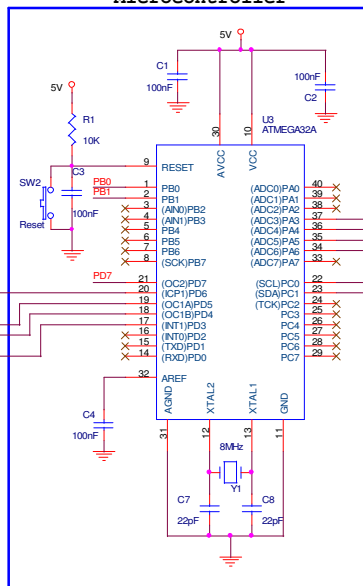 Microcontroller
C1
5V
5V
100nF
100nF
C2
R1
U3
ATMEGA32A
10K
30
10
AVCC
VCC
9 RESET
SW2
C3
PB0 1 PB0 (ADC0)PA0 40
PB1 2 PB1 (ADC1)PA1 39
3 (AIN0)PB2 (ADC2)PA2 38
100nF
4 (AIN1)PB3 (ADC3)PA3 37
Reset
5 PB4 (ADC4)PA4 36
6 PB5 (ADC5)PA5 35
7 PB6 (ADC6)PA6 34
8 (SCK)PB7 (ADC7)PA7 33
PD7 21 (OC2)PD7 (SCL)PC0 22
20 (ICP1)PD6 (SDA)PC1 23
19 (OC1A)PD5 (TCK)PC2 24
18 (OC1B)PD4 PC3 25
17 (INT1)PD3 PC4 26
16 (INT0)PD2 PC5 27
15 (TXD)PD1 PC6 28
14 (RXD)PD0 PC7 29
32 AREF
AGND
XTAL2
XTAL1
GND
C4
100nF
31
12
13
11
8MHz
Y1
C7
C8
22pF
22pF